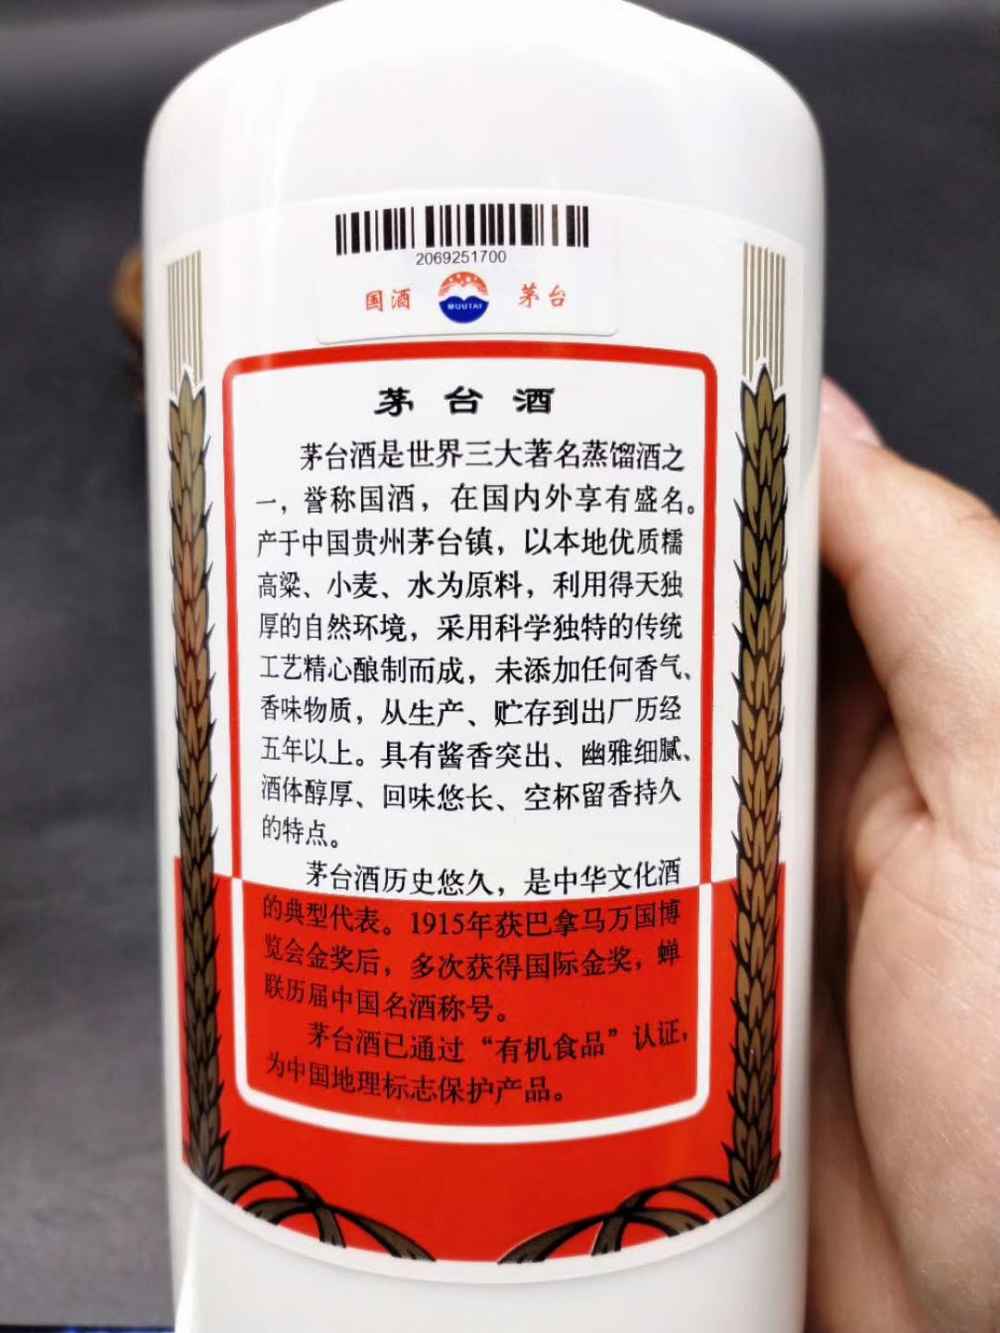 2069251700
国酒 MOUTAI 茅台
茅台酒
茅台酒是世界三大著名蒸馏酒之
一，誉称国酒，在国内外享有盛名。
产于中国贵州茅台镇，以本地优质糯
高粱、小麦、水为原料，利用得天独
厚的自然环境，采用科学独特的传统
工艺精心酿制而成，未添加任何香气、
香味物质，从生产、贮存到出厂历经
五年以上。具有酱香突出、幽雅细腻、
酒体醇厚、回味悠长、空杯留香持久
的特点。
茅台酒历史悠久，是中华文化酒
的典型代表。1915年获巴拿马万国博
览会金奖后，多次获得国际金奖，蝉
联历届中国名酒称号。
茅台酒已通过“有机食品”认证，
为中国地理标志保护产品。